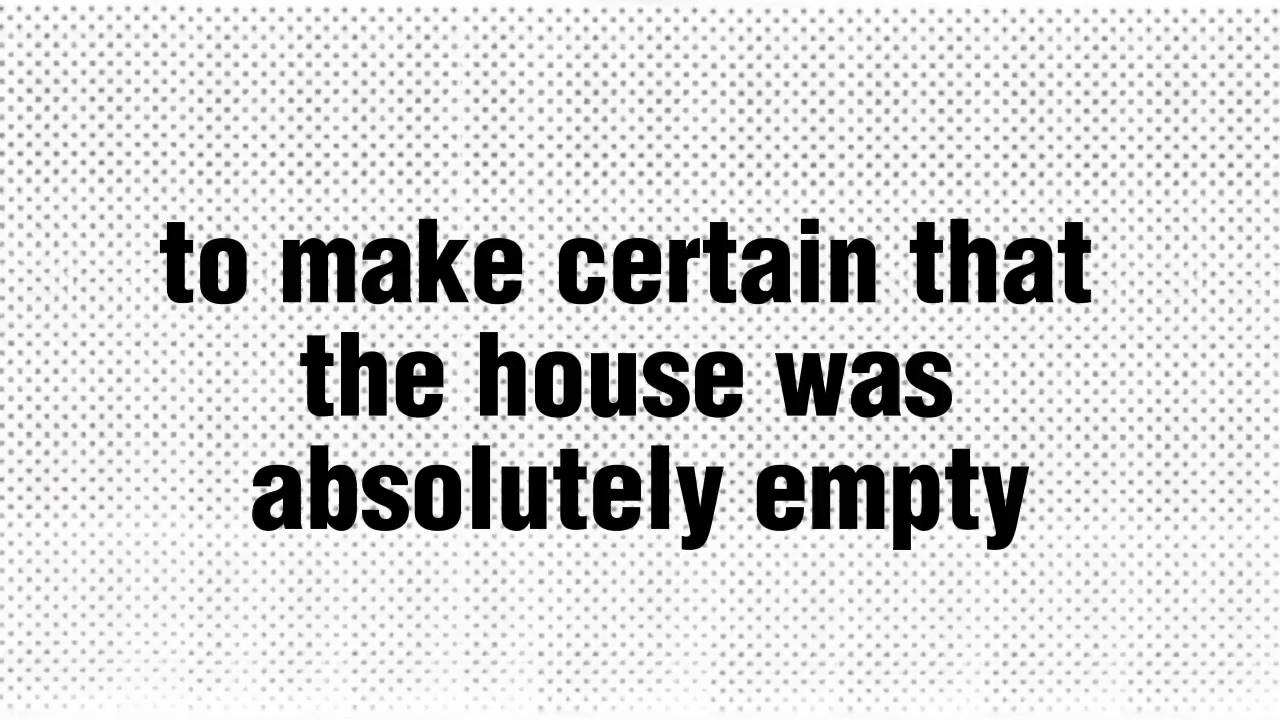 to make certain that
the house was
absolutely empty